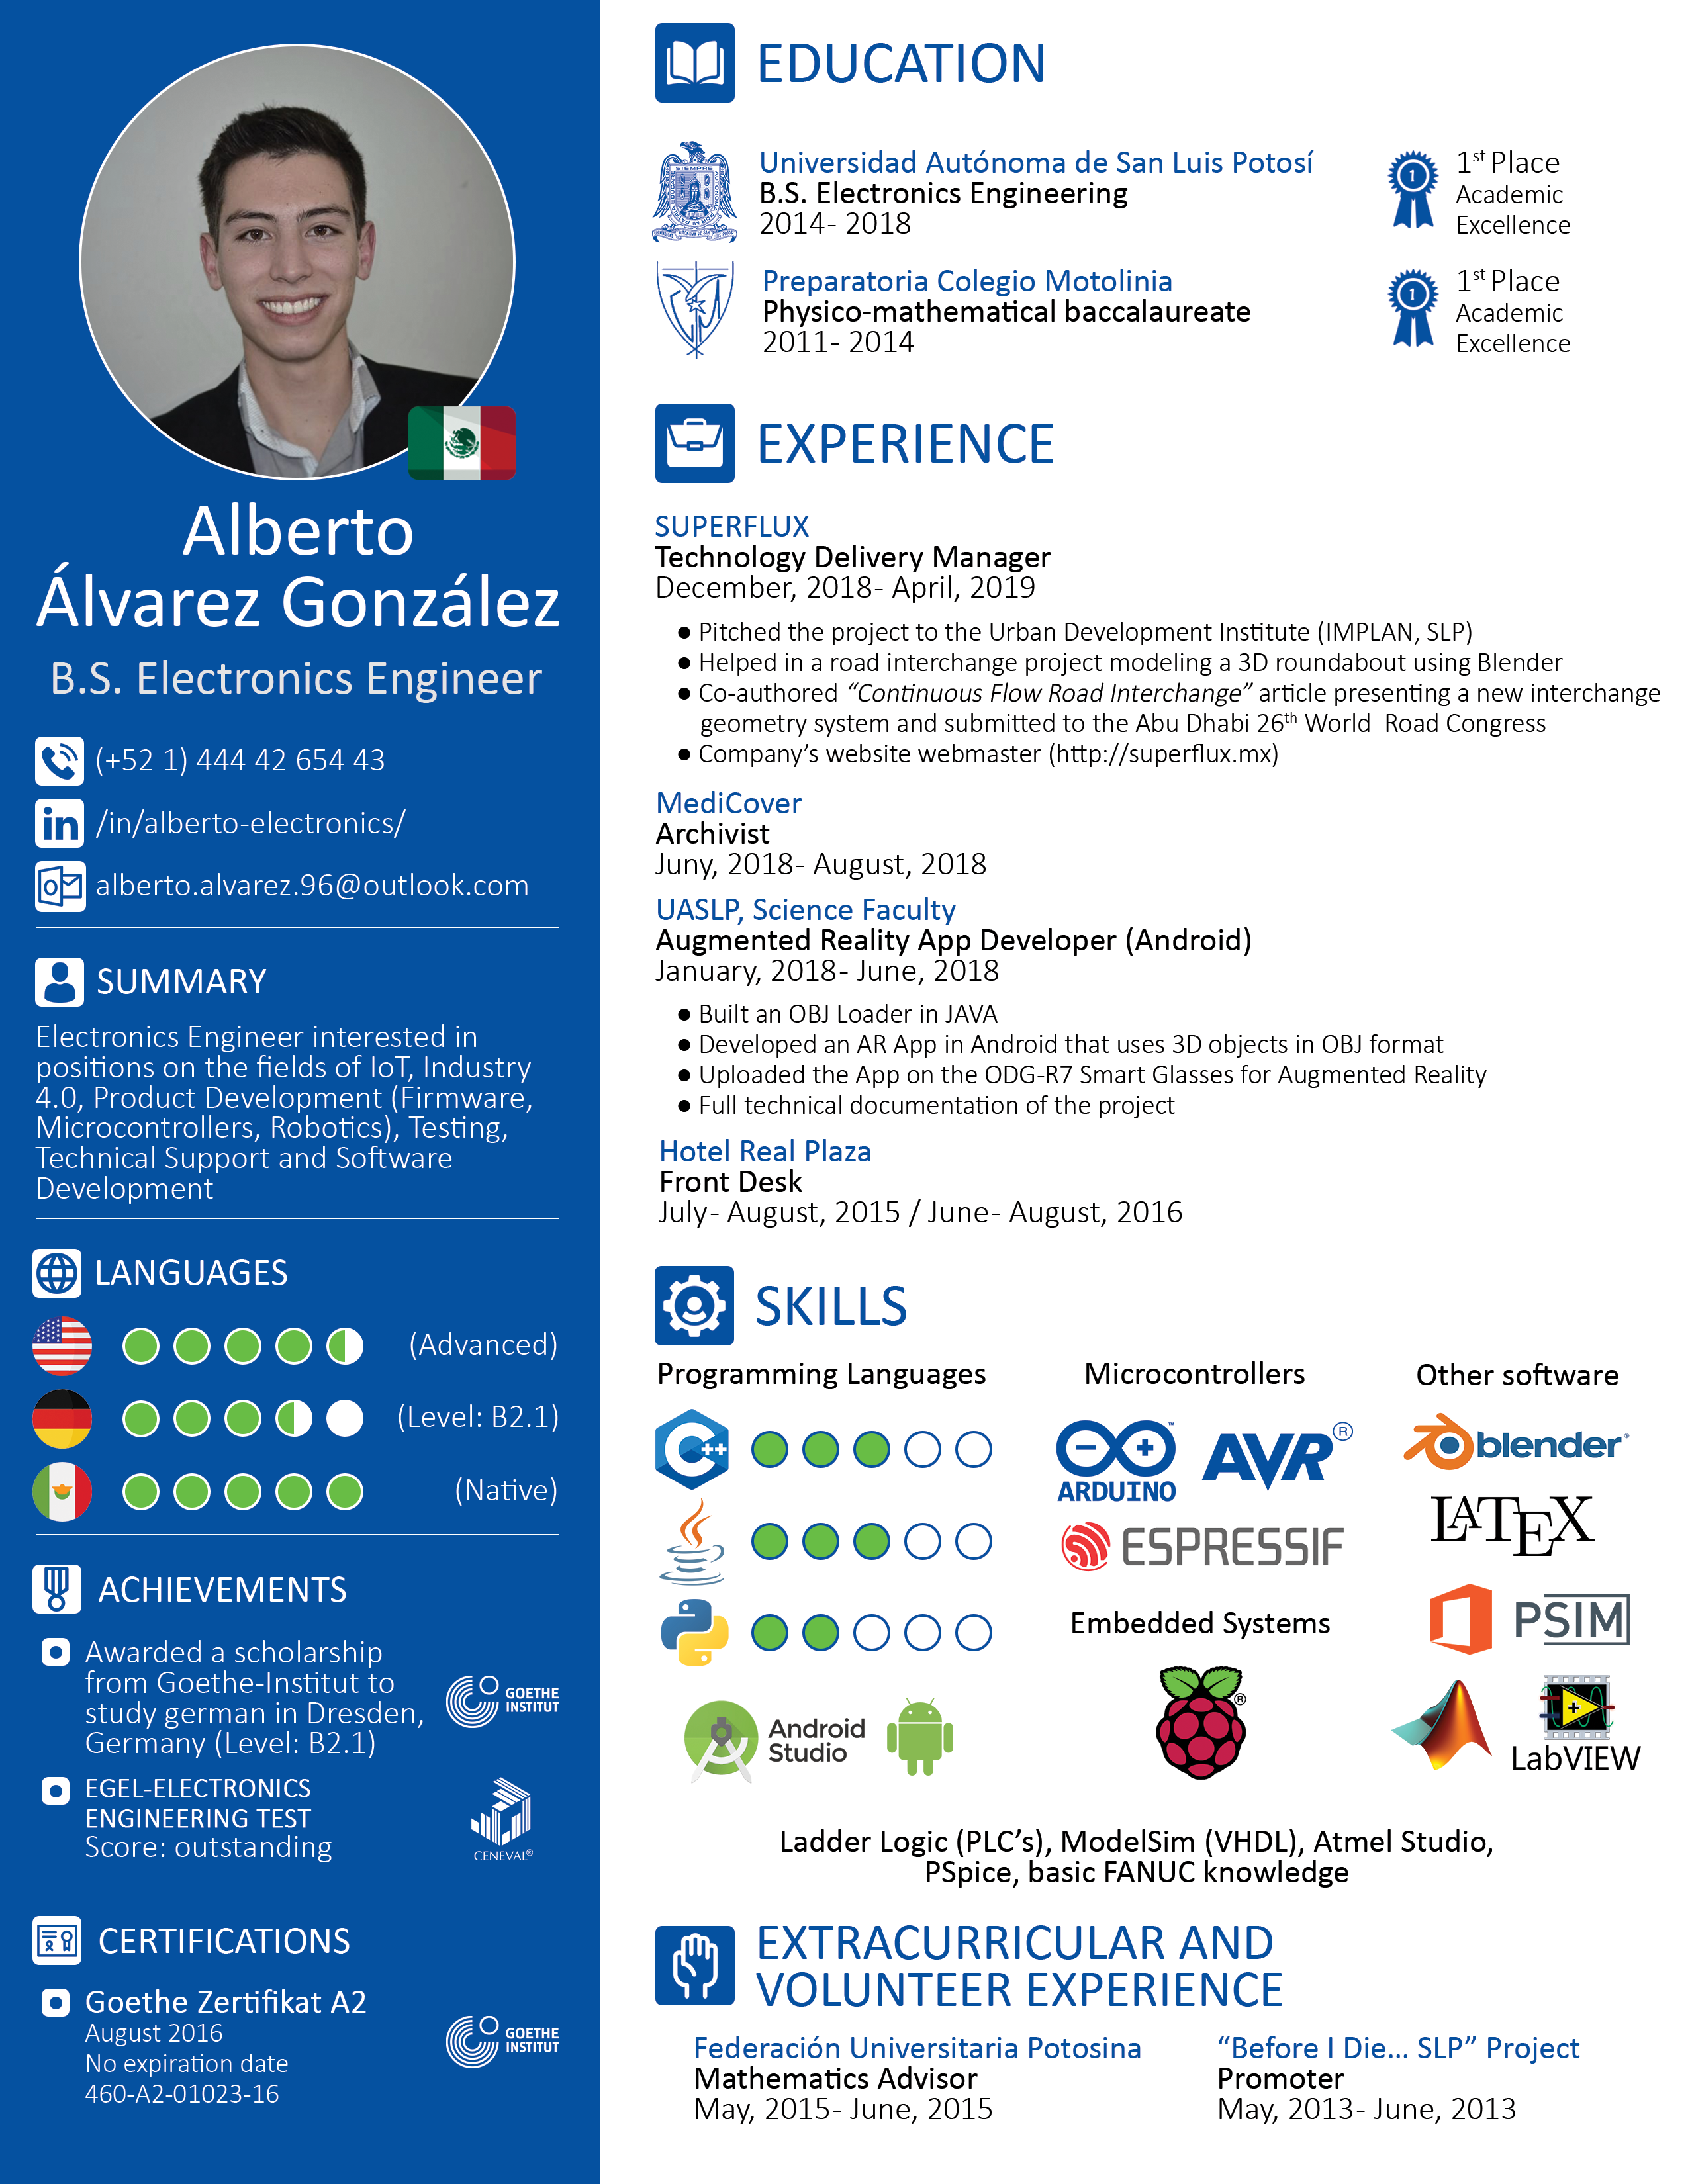 Alberto
Álvarez González
B.S. Electronics Engineer
(+52 1) 444 42 654 43
in /in/alberto-electronics/
alberto.alvarez.96@outlook.com
SUMMARY
Electronics Engineer interested in
positions on the fields of IoT, Industry
4.0, Product Development (Firmware,
Microcontrollers, Robotics), Testing,
Technical Support and Software
Development
LANGUAGES
(Advanced)
(Level: B2.1)
(Native)
ACHIEVEMENTS
Awarded a scholarship
from Goethe-Institut to
study german in Dresden,
Germany (Level: B2.1)
GOETHE
INSTITUT
EGEL-ELECTRONICS
ENGINEERING TEST
Score: outstanding
CENEVAL®
CERTIFICATIONS
Goethe Zertifikat A2
August 2016
No expiration date
460-A2-01023-16
GOETHE
INSTITUT
EDUCATION
Universidad Autónoma de San Luis Potosí
B.S. Electronics Engineering
2014- 2018
1
1st Place
Academic
Excellence
Preparatoria Colegio Motolinia
Physico-mathematical baccalaureate
2011- 2014
1
1st Place
Academic
Excellence
EXPERIENCE
SUPERFLUX
Technology Delivery Manager
December, 2018- April, 2019
● Pitched the project to the Urban Development Institute (IMPLAN, SLP)
● Helped in a road interchange project modeling a 3D roundabout using Blender
● Co-authored “Continuous Flow Road Interchange” article presenting a new interchange
geometry system and submitted to the Abu Dhabi 26th World Road Congress
● Company’s website webmaster (http://superflux.mx)
MediCover
Archivist
Juny, 2018- August, 2018
UASLP, Science Faculty
Augmented Reality App Developer (Android)
January, 2018- June, 2018
● Built an OBJ Loader in JAVA
● Developed an AR App in Android that uses 3D objects in OBJ format
● Uploaded the App on the ODG-R7 Smart Glasses for Augmented Reality
● Full technical documentation of the project
Hotel Real Plaza
Front Desk
July- August, 2015 / June- August, 2016
SKILLS
Programming Languages
C++
Android
Studio
Microcontrollers
ARDUINO™
AVR®
ESPRESSIF
Embedded Systems
®
Other software
blender®
LATEX
PSIM
LabVIEW
Ladder Logic (PLC’s), ModelSim (VHDL), Atmel Studio,
PSpice, basic FANUC knowledge
EXTRACURRICULAR AND
VOLUNTEER EXPERIENCE
Federación Universitaria Potosina
Mathematics Advisor
May, 2015- June, 2015
“Before I Die... SLP” Project
Promoter
May, 2013- June, 2013